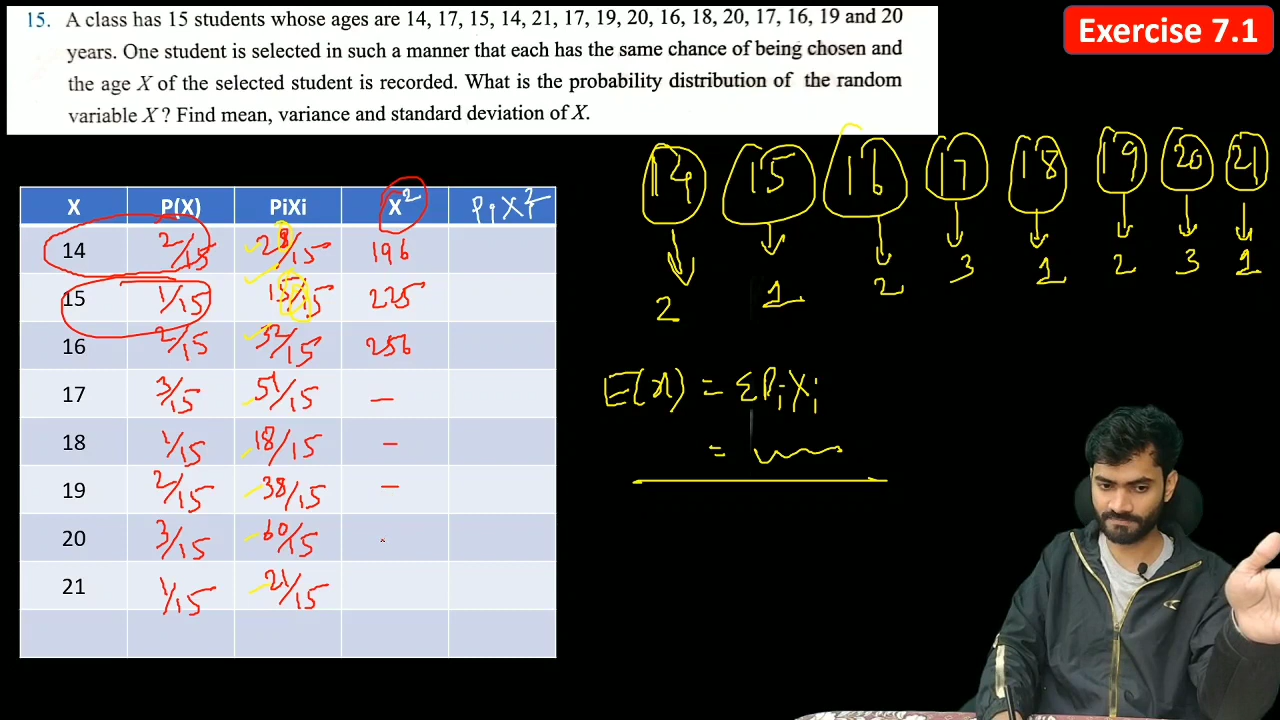 15. A class has 15 students whose ages are 14, 17, 15, 14, 21, 17, 19, 20, 16, 18, 20, 17, 16, 19 and 20
years. One student is selected in such a manner that each has the same chance of being chosen and
the age X of the selected student is recorded. What is the probability distribution of the random
variable X? Find mean, variance and standard deviation of X.
Exercise 7.1
14 15 16 17 18 19 20 21
2 1 2 3 1 2 3 1
X P(X) PiXi X² PiXi²
14 2/15 28/15 196
15 1/15 15/15 225
16 2/15 32/15 256
17 3/15 51/15 –
18 1/15 18/15 –
19 2/15 38/15 –
20 3/15 60/15
21 1/15 21/15
E(x) = ΣPiXi
=